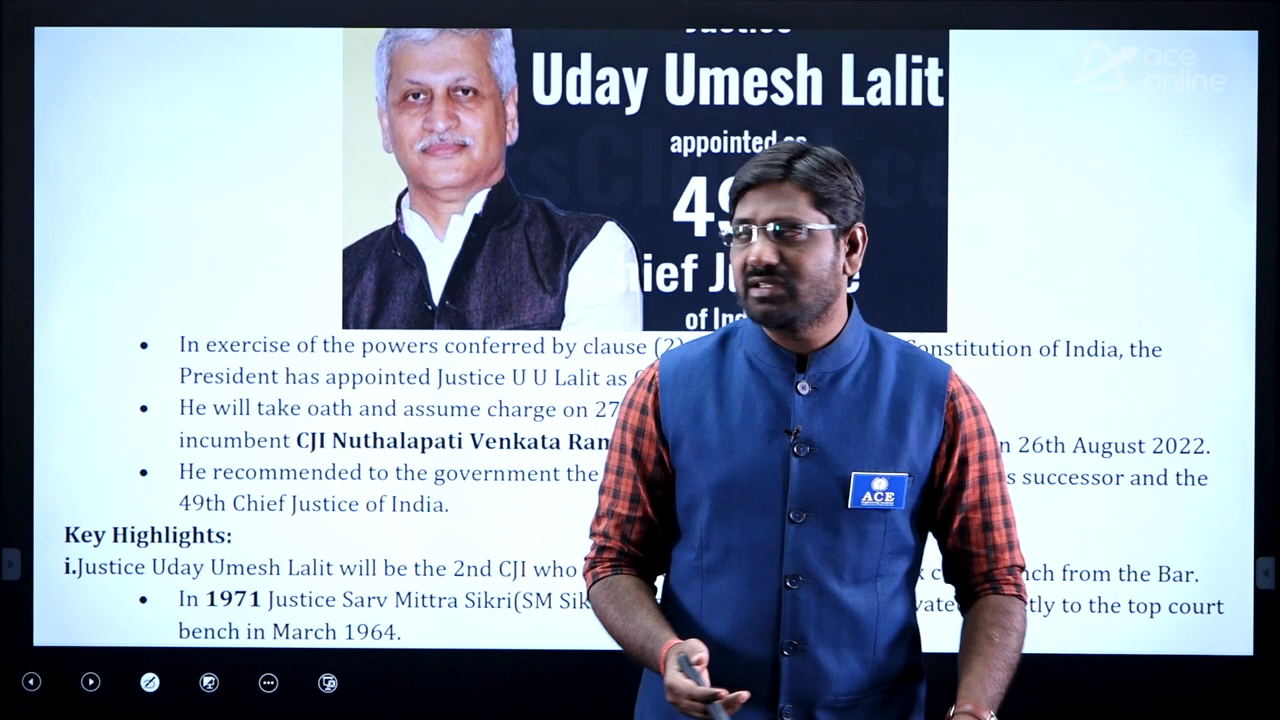 Justice
ace
online
Uday Umesh Lalit
appointed as
49
Chief Ju e
of Ind
In exercise of the powers conferred by clause (2) Constitution of India, the
President has appointed Justice U U Lalit as
He will take oath and assume charge on 27
incumbent CJI Nuthalapati Venkata Ram n 26th August 2022.
He recommended to the government the s successor and the
49th Chief Justice of India.
ACE
Key Highlights:
i.Justice Uday Umesh Lalit will be the 2nd CJI who from the Bar.
In 1971 Justice Sarv Mittra Sikri(SM Sik to the top court
bench in March 1964.